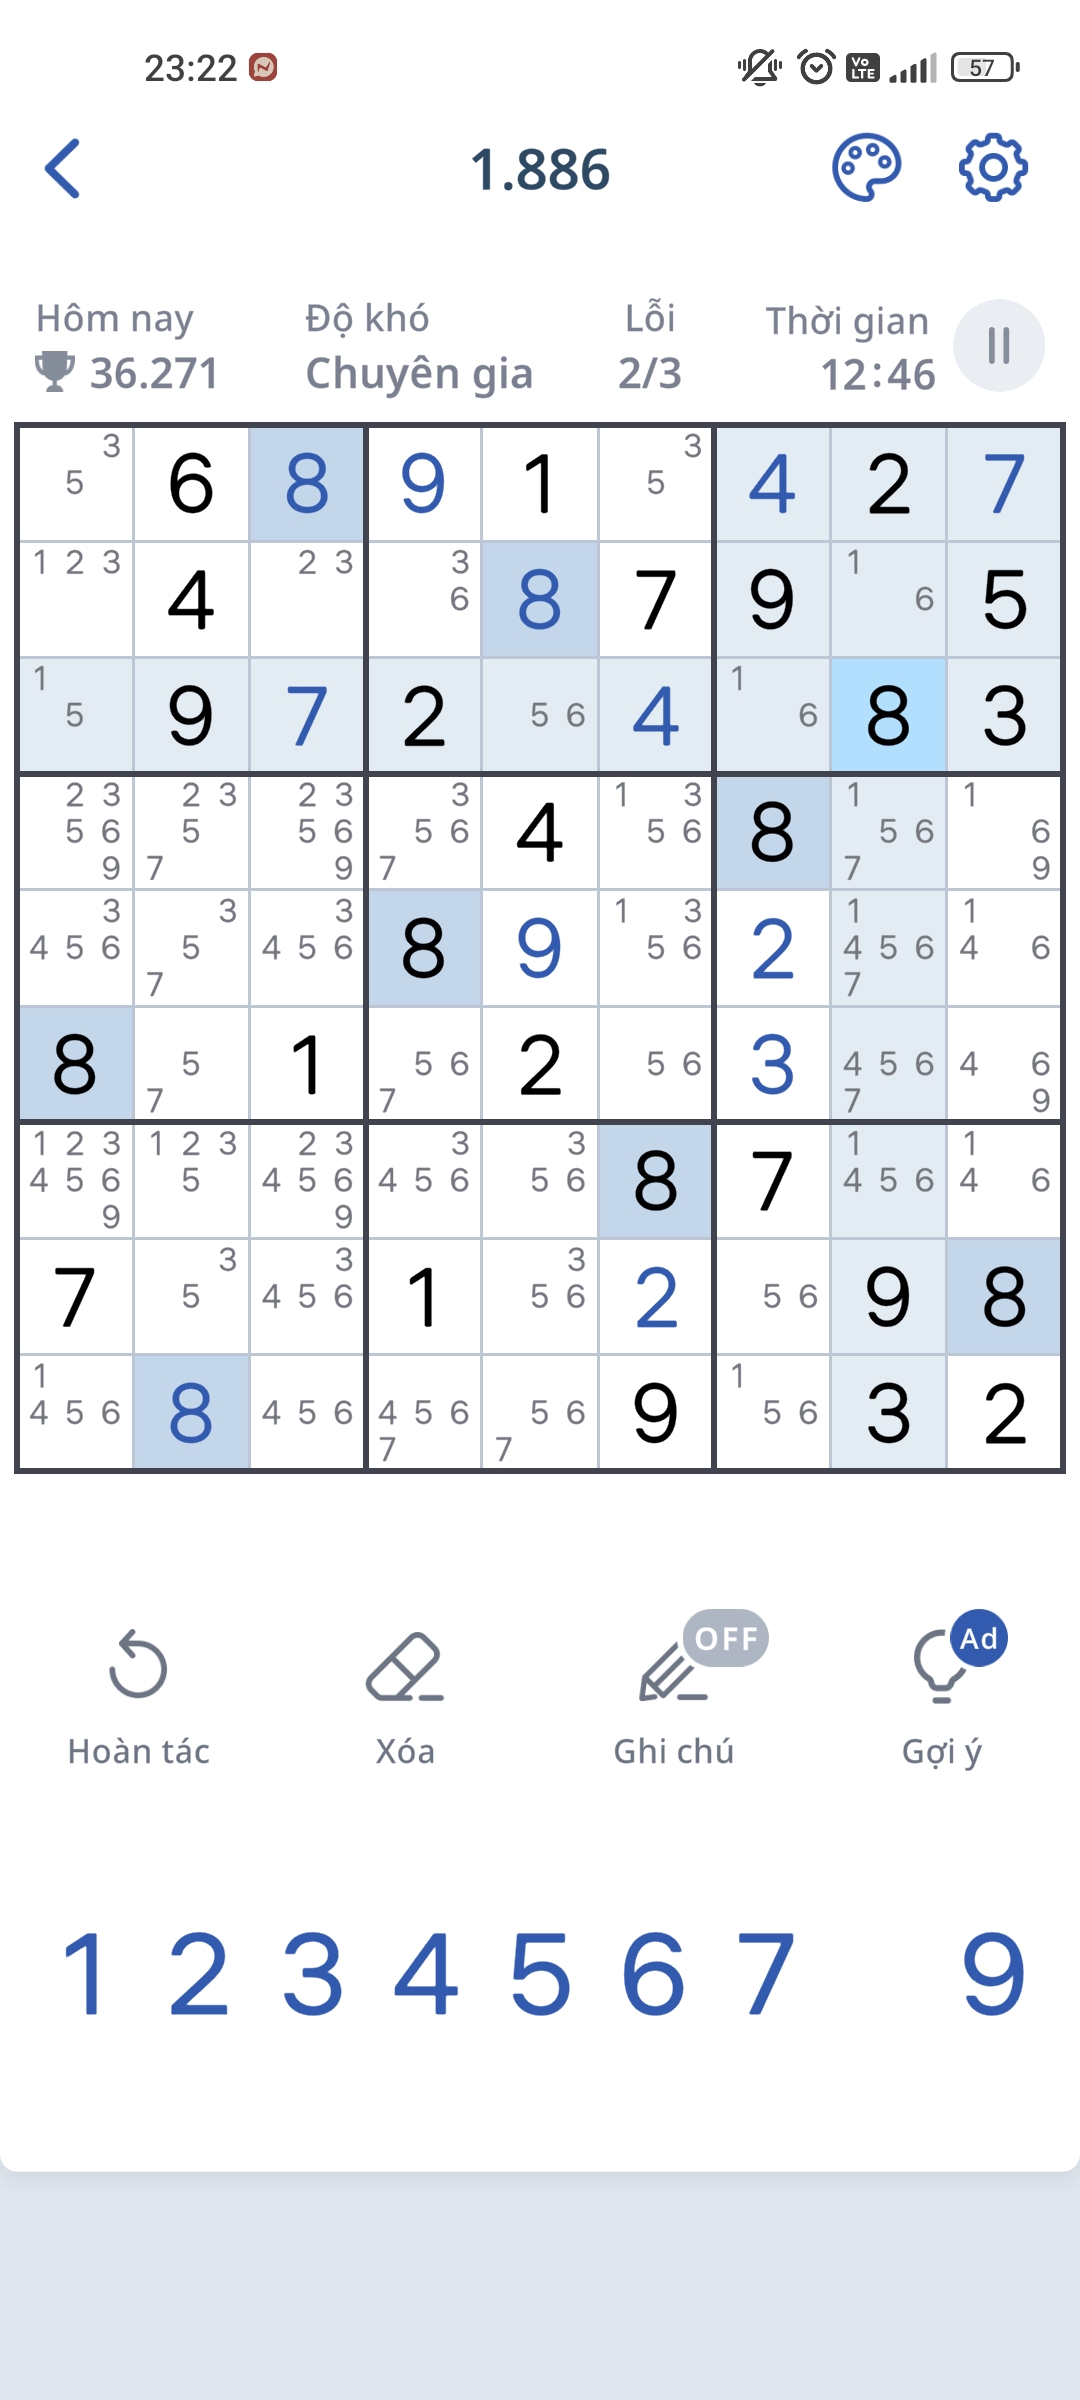 23:22 Vo LTE 57
1.886
Hôm nay Độ khó Lỗi Thời gian
36.271 Chuyên gia 2/3 12:46
3 5 6 8 9 1 3 5 4 2 7
1 2 3 4 2 3 3 6 8 7 9 1 6 5
1 5 9 7 2 5 6 4 1 6 8 3
2 3 5 6 9 2 3 5 7 2 3 5 6 9 3 5 6 7 4 1 3 5 6 8 1 5 6 7 1 6 9
3 4 5 6 3 5 7 3 4 5 6 8 9 1 3 5 6 2 1 4 5 6 7 1 4 6
8 5 7 1 5 6 7 2 5 6 3 4 5 6 7 4 6 9
1 2 3 4 5 6 9 1 2 3 5 2 3 4 5 6 9 3 4 5 6 3 5 6 8 7 1 4 5 6 1 4 6
7 3 5 3 4 5 6 1 3 5 6 2 5 6 9 8
1 4 5 6 8 4 5 6 4 5 6 7 5 6 7 9 1 5 6 3 2
OFF Ad
Hoàn tác Xóa Ghi chú Gợi ý
1 2 3 4 5 6 7 9